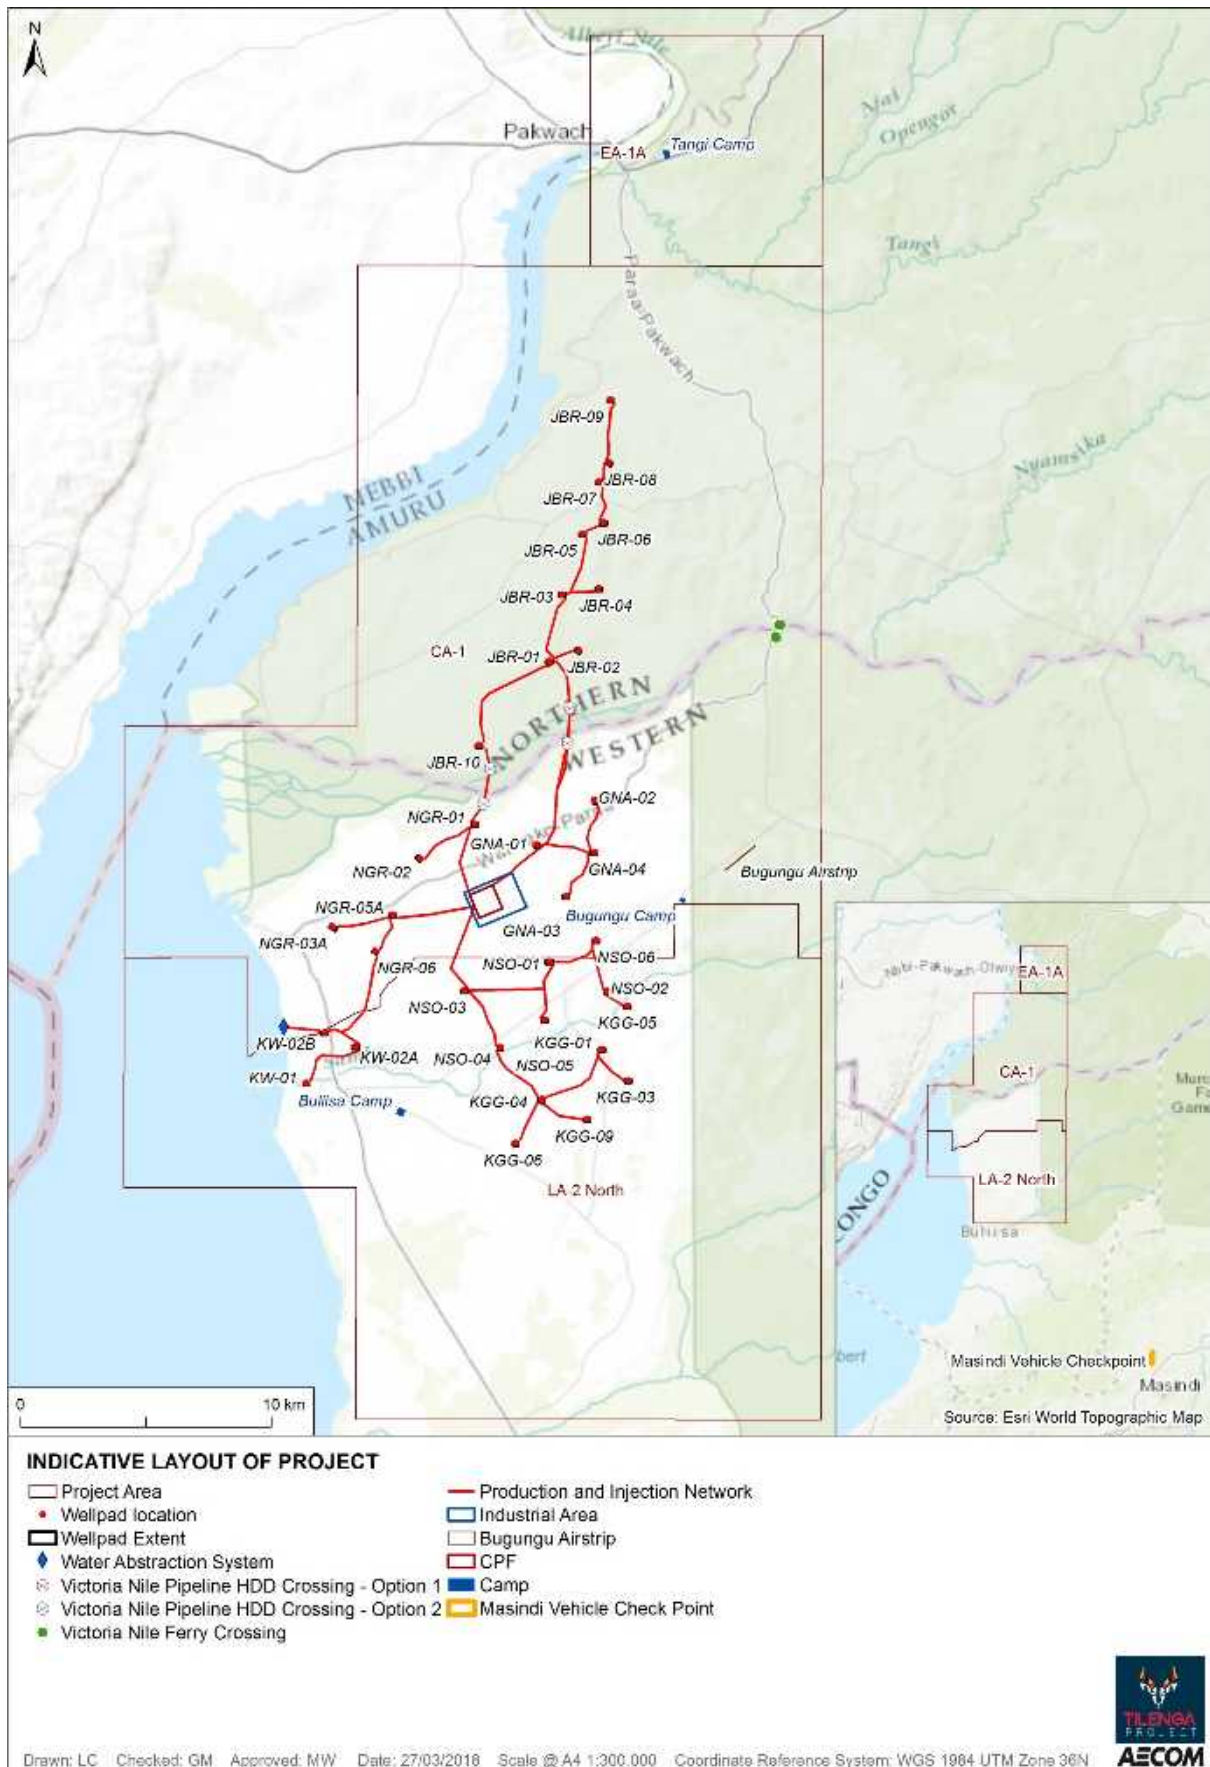 N
Albert Nile
Pakwach
EA-1A
Tangi Camp
Opengor
Tangi
Paraa-Pakwach
JBR-09
JBR-08
JBR-07
NEBBI
AMURU
JBR-06
JBR-05
Nyamsika
JBR-03
JBR-04
CA-1
JBR-01
JBR-02
NORTHERN
WESTERN
JBR-10
GNA-02
NGR-01
GNA-01
NGR-02
GNA-04
Bugungu Airstrip
NGR-05A
Bugungu Camp
GNA-03
NGR-03A
NSO-01
NSO-06
NGR-06
NSO-03
NSO-02
KGG-05
KW-02B
KGG-01
KW-02A
NSO-04
NSO-05
KW-01
KGG-03
KGG-04
Buliisa Camp
KGG-09
KGG-06
LA-2 North
EA-1A
CA-1
LA-2 North
CONGO
Masindi Vehicle Checkpoint
Masindi
Source: Esri World Topographic Map
0 10 km
INDICATIVE LAYOUT OF PROJECT
Project Area
Wellpad location
Wellpad Extent
Water Abstraction System
Victoria Nile Pipeline HDD Crossing - Option 1
Victoria Nile Pipeline HDD Crossing - Option 2
Victoria Nile Ferry Crossing
Production and Injection Network
Industrial Area
Bugungu Airstrip
CPF
Camp
Masindi Vehicle Check Point
TILENGA
PROJECT
AECOM
Drawn: LC Checked: GM Approved: MW Date: 27/03/2018 Scale @ A4 1:300,000 Coordinate Reference System: WGS 1984 UTM Zone 36N